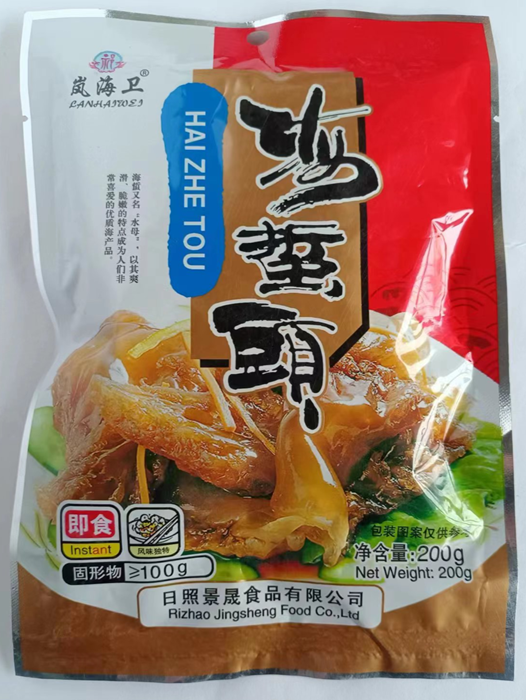 岚海卫®
LANHAIWEI
海蜇头
HAI ZHE TOU
海蜇又名“水母”，以其爽
滑、脆嫩的特点成为人们非
常喜爱的优质海产品。
即食
Instant
风味独特
固形物 ≥100g
包装图案仅供参考
净含量:200g
Net Weight: 200g
日照景晟食品有限公司
Rizhao Jingsheng Food Co.,Ltd